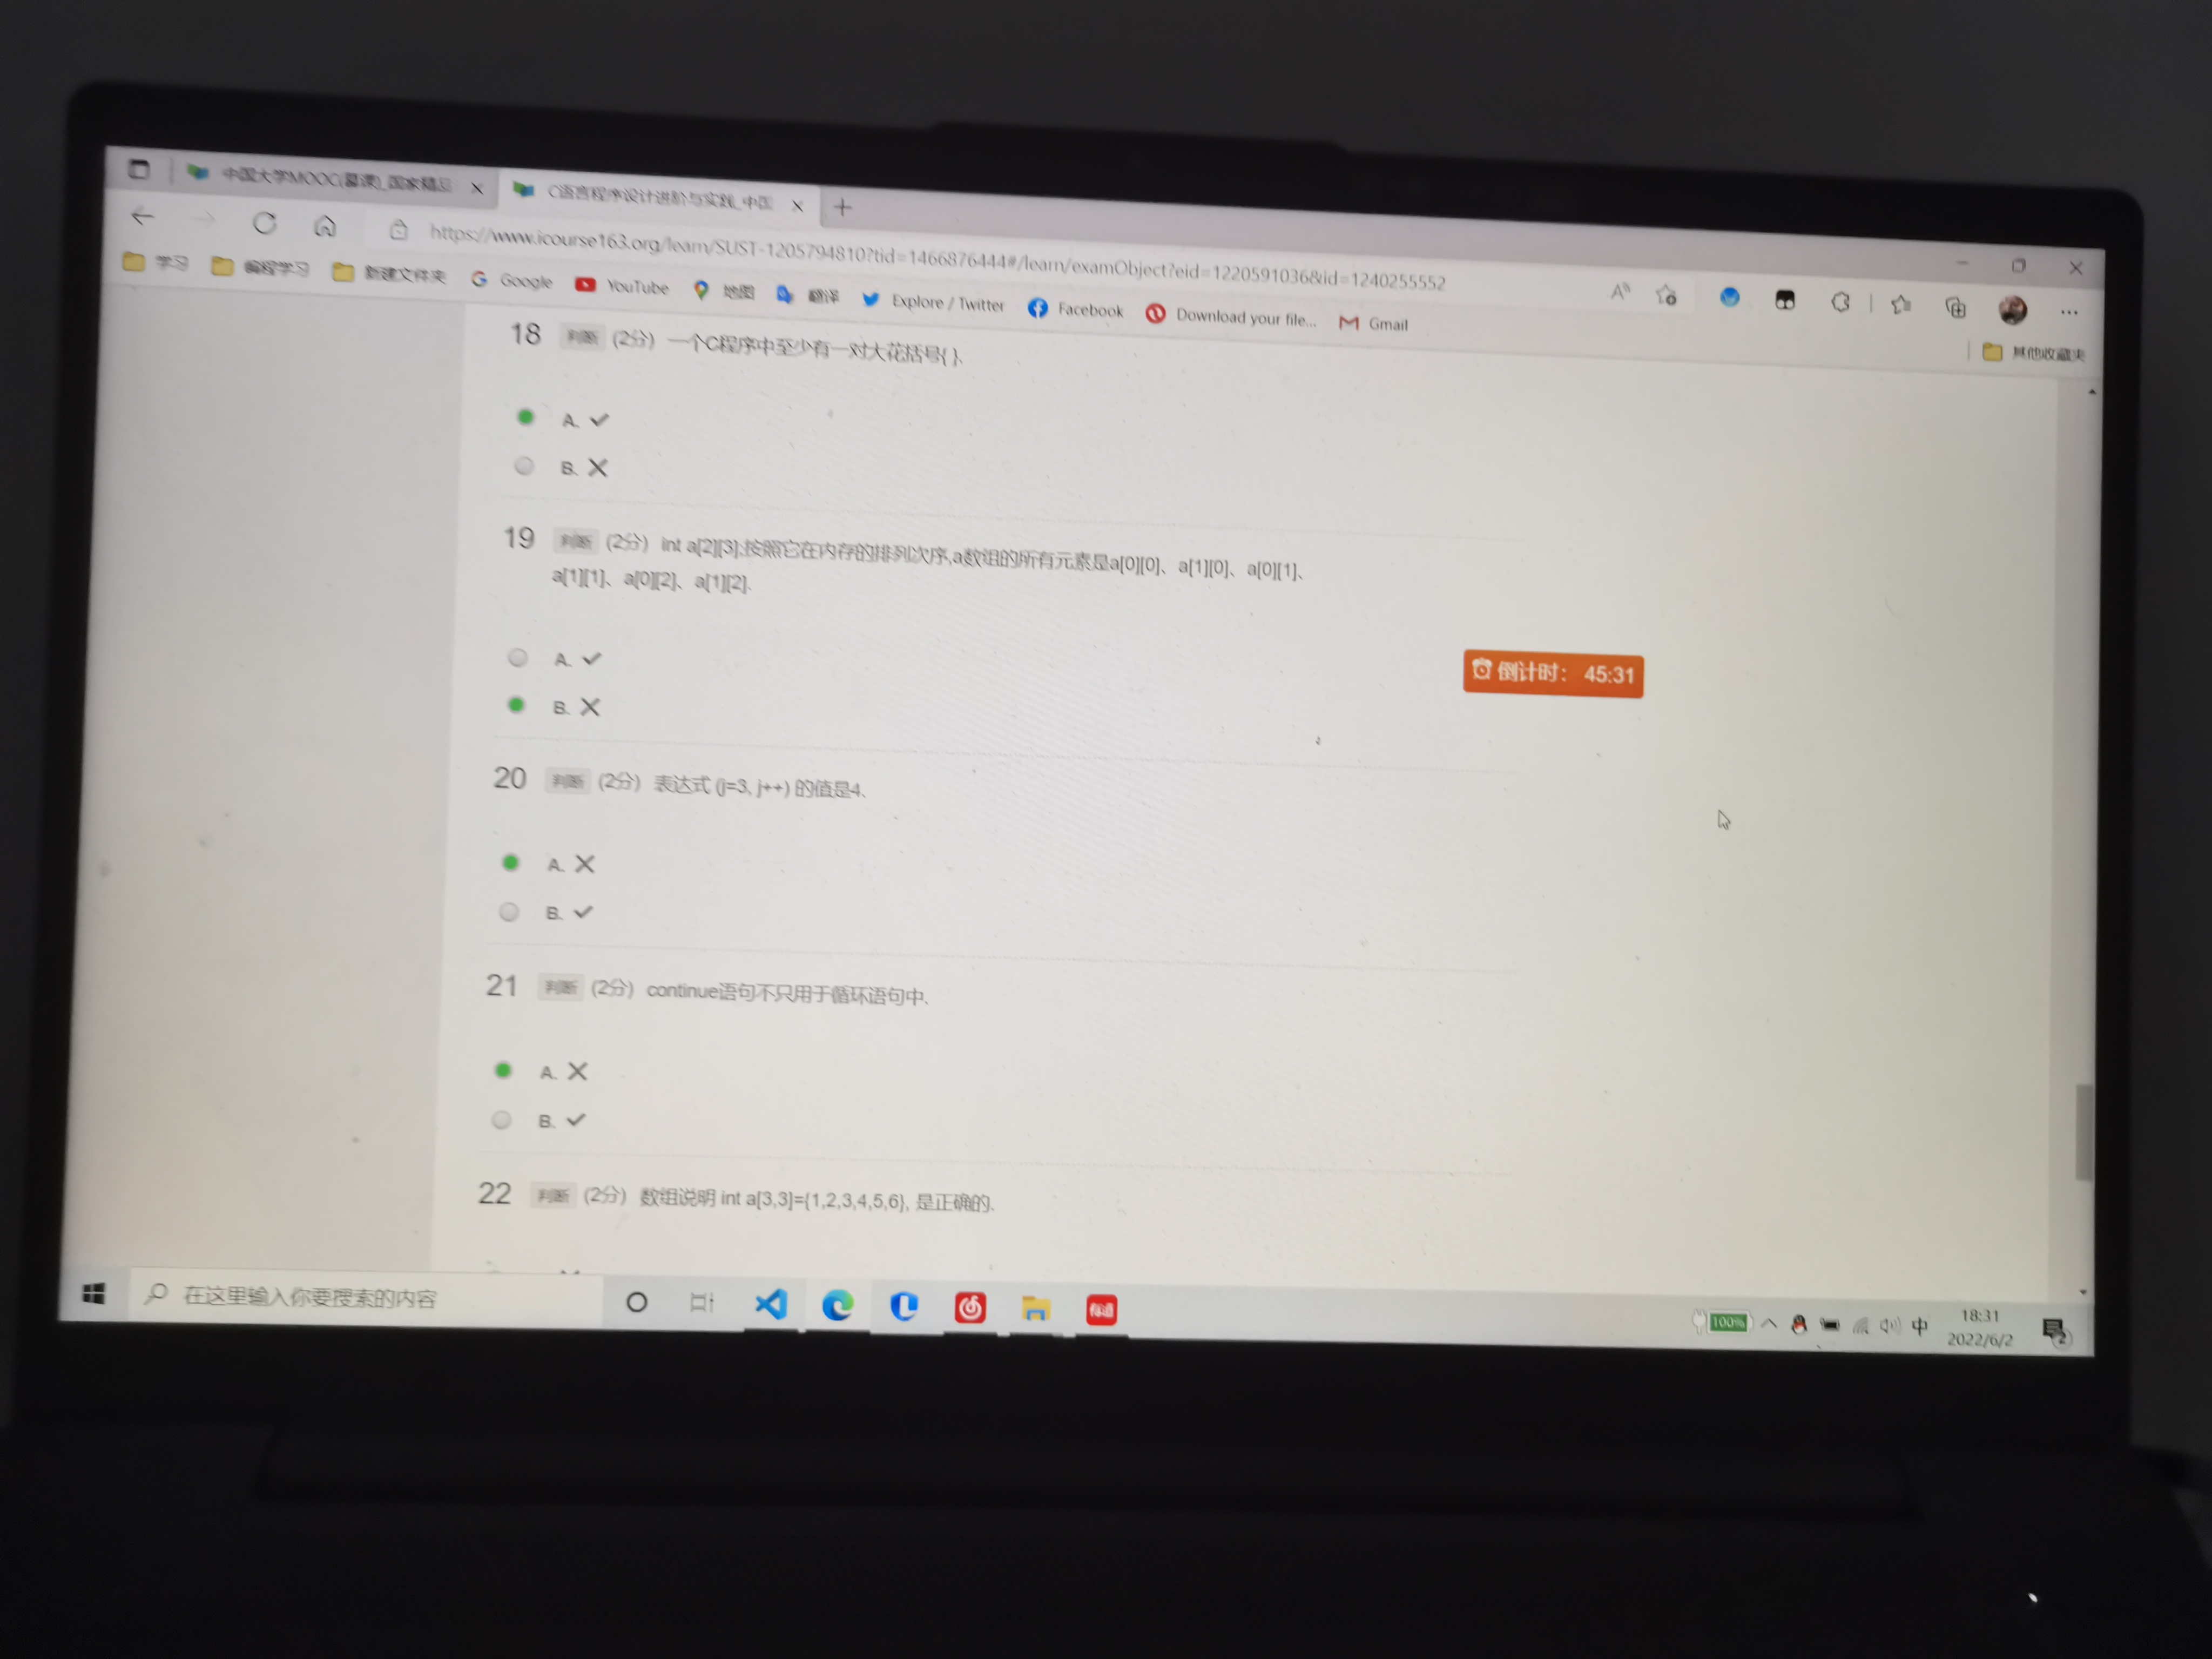 中国大学MOOC(慕课)_国家精品
C语言程序设计进阶与实践_中国
https://www.icourse163.org/learn/SUST-1205794810?tid=1466876444#/learn/examObject?eid=1220591036&id=1240255552
学习 编程学习 新建文件夹 Google YouTube 地图 翻译 Explore / Twitter Facebook Download your file... Gmail
其他收藏夹
18 判断 (2分) 一个C程序中至少有一对大花括号{ }.
A. ✓
B. ✕
19 判断 (2分) int a[2][3];按照它在内存的排列次序,a数组的所有元素是a[0][0]、a[1][0]、a[0][1]、
a[1][1]、a[0][2]、a[1][2].
A. ✓
B. ✕
倒计时: 45:31
20 判断 (2分) 表达式 (j=3, j++) 的值是4.
A. ✕
B. ✓
21 判断 (2分) continue语句不只用于循环语句中.
A. ✕
B. ✓
22 判断 (2分) 数组说明 int a[3,3]={1,2,3,4,5,6}, 是正确的.
在这里输入你要搜索的内容
有道
100%
中
18:31
2022/6/2
2